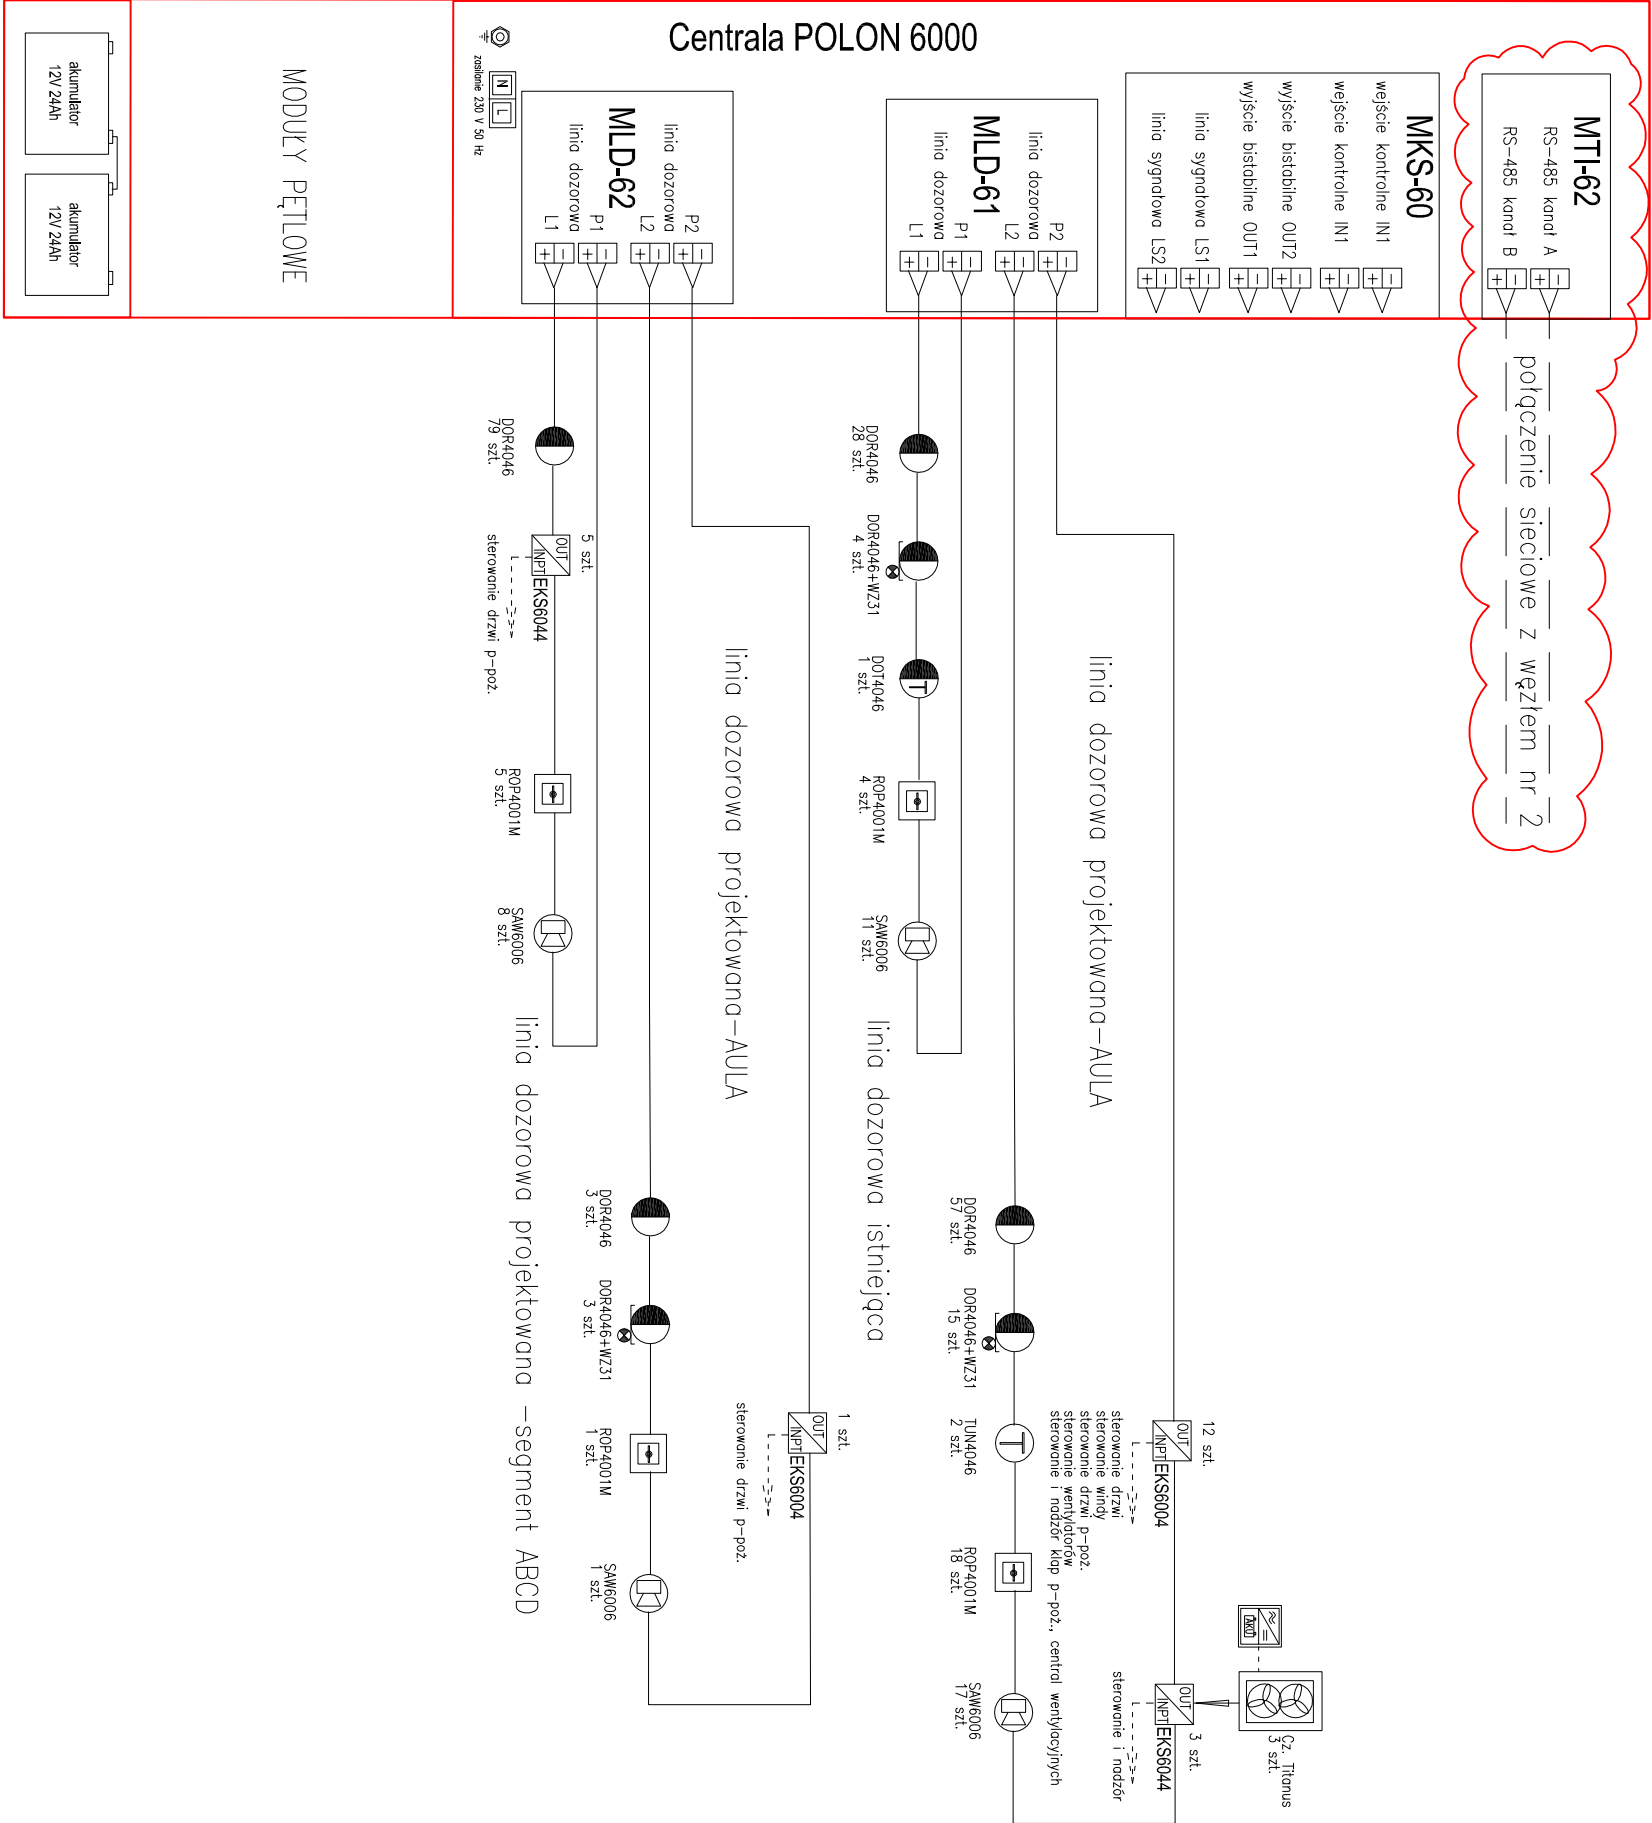 Centrala POLON 6000
akumulator
12V/ 24Ah
akumulator
12V/ 24Ah
MODUŁY PĘTLOWE
zasilanie 230 V 50 Hz
N
L
MLD-62
linia dozorowa
L1
P1
linia dozorowa
L2
P2
+ -
+ -
+ -
+ -
MLD-61
linia dozorowa
L1
P1
linia dozorowa
L2
P2
+ -
+ -
+ -
+ -
MKS-60
wejście kontrolne IN1
wejście kontrolne IN1
wyjście bistabilne OUT2
wyjście bistabilne OUT1
linia sygnałowa LS1
linia sygnałowa LS2
+ -
+ -
+ -
+ -
+ -
+ -
MTI-62
RS-485 kanał A
RS-485 kanał B
+ -
+ -
połączenie sieciowe z węzłem nr 2
DOR4046
79 szt.
5 szt.
OUT
INPT
EKS6044
sterowanie drzwi p-poż.
ROP4001M
5 szt.
SAW6006
8 szt.
linia dozorowa projektowana -segment ABCD
linia dozorowa projektowana-AULA
DOR4046
3 szt.
DOR4046+WZ31
3 szt.
ROP4001M
1 szt.
SAW6006
1 szt.
1 szt.
OUT
INPT
EKS6004
sterowanie drzwi p-poż.
DOR4046
28 szt.
DOR4046+WZ31
4 szt.
DOT4046
1 szt.
T
ROP4001M
4 szt.
SAW6006
11 szt.
linia dozorowa istniejąca
linia dozorowa projektowana-AULA
DOR4046
57 szt.
DOR4046+WZ31
15 szt.
TUN4046
2 szt.
T
ROP4001M
18 szt.
SAW6006
17 szt.
12 szt.
OUT
INPT
EKS6004
sterowanie drzwi
sterowanie windy
sterowanie drzwi p-poż.
sterowanie wentylatorów
sterowanie i nadzór klap p-poż., central wentylacyjnych
3 szt.
OUT
INPT
EKS6044
sterowanie i nadzór
AKU
Cz. Titanus
3 szt.